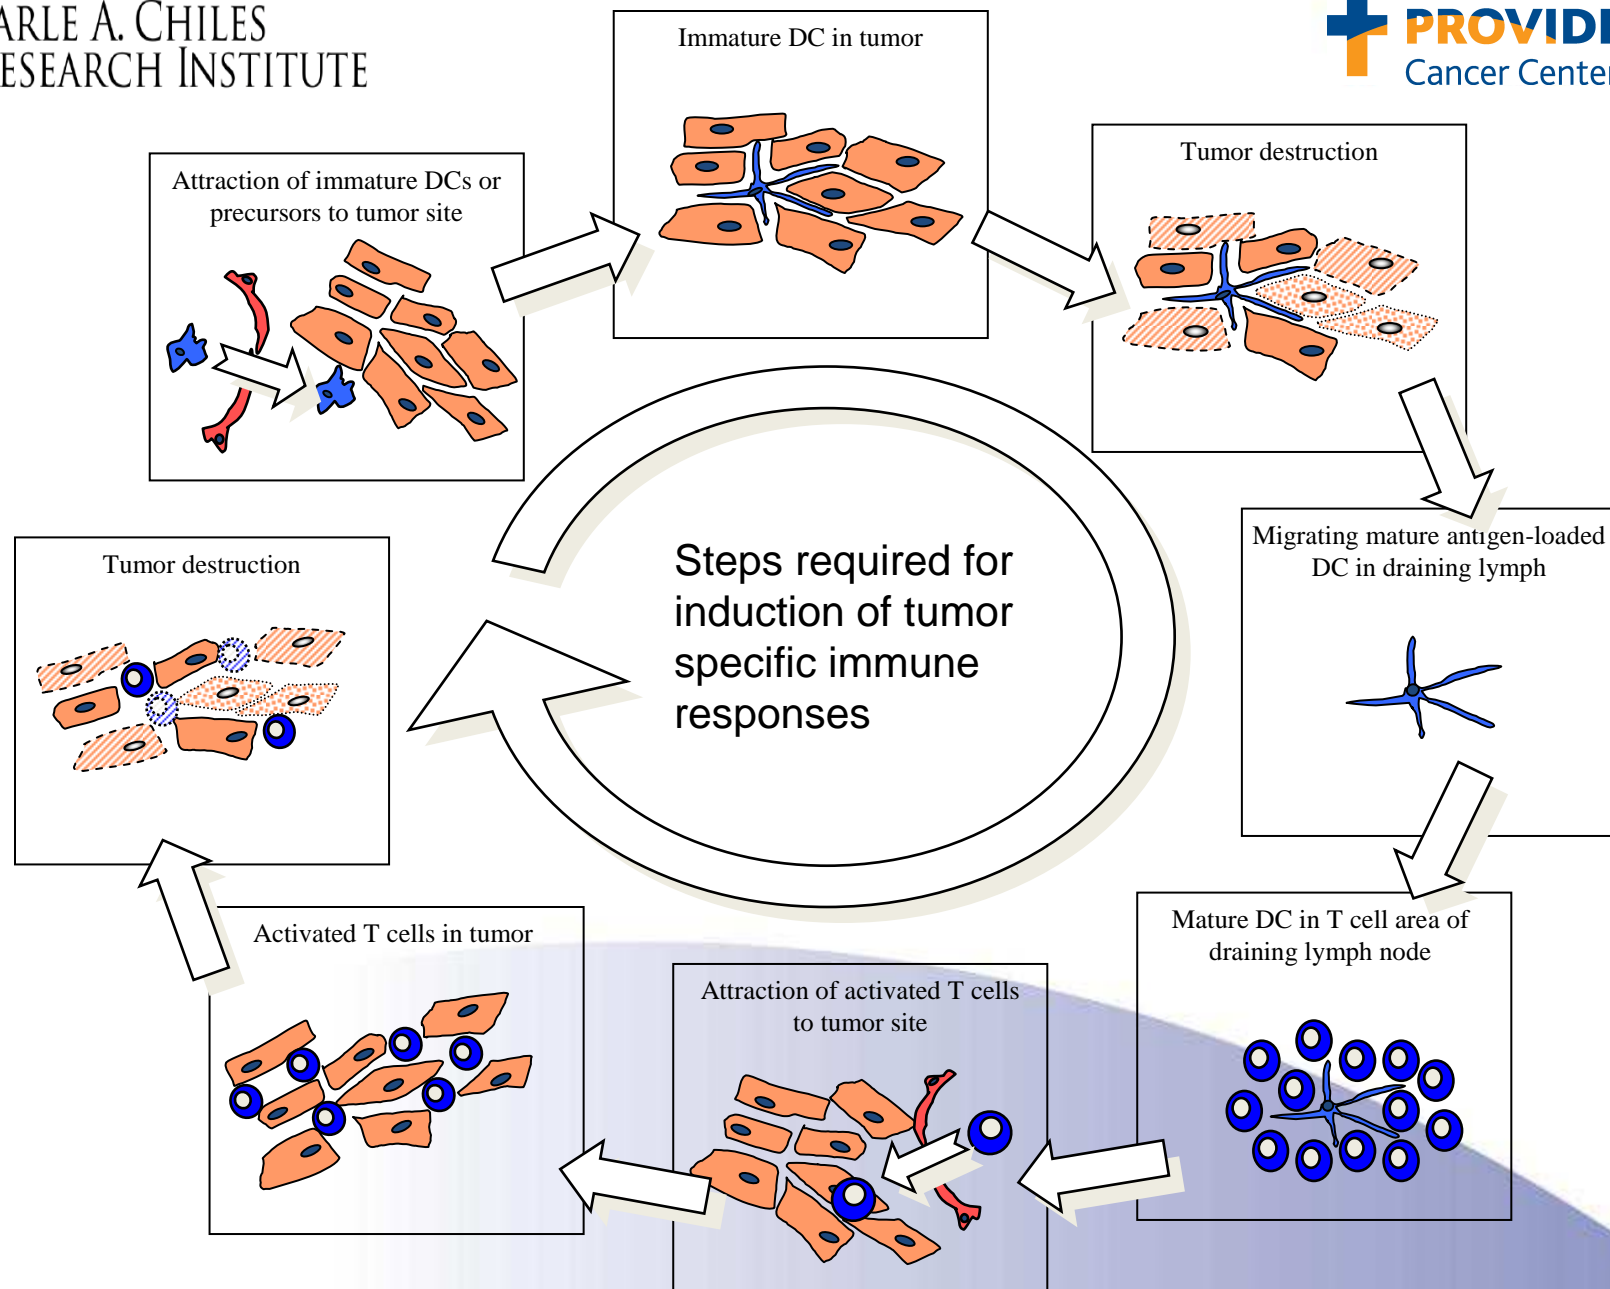 ARLE A. CHILES
ESEARCH INSTITUTE
PROVIDE
Cancer Center
Immature DC in tumor
Tumor destruction
Attraction of immature DCs or
precursors to tumor site
Migrating mature antigen-loaded
DC in draining lymph
Tumor destruction
Steps required for
induction of tumor
specific immune
responses
Mature DC in T cell area of
draining lymph node
Activated T cells in tumor
Attraction of activated T cells
to tumor site